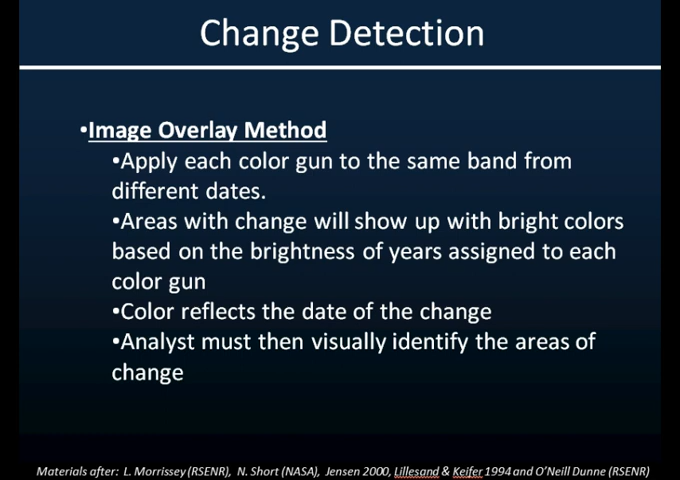 Change Detection
•Image Overlay Method
•Apply each color gun to the same band from
different dates.
•Areas with change will show up with bright colors
based on the brightness of years assigned to each
color gun
•Color reflects the date of the change
•Analyst must then visually identify the areas of
change
Materials after: L. Morrissey (RSENR), N. Short (NASA), Jensen 2000, Lillesand & Keifer 1994 and O’Neill Dunne (RSENR)